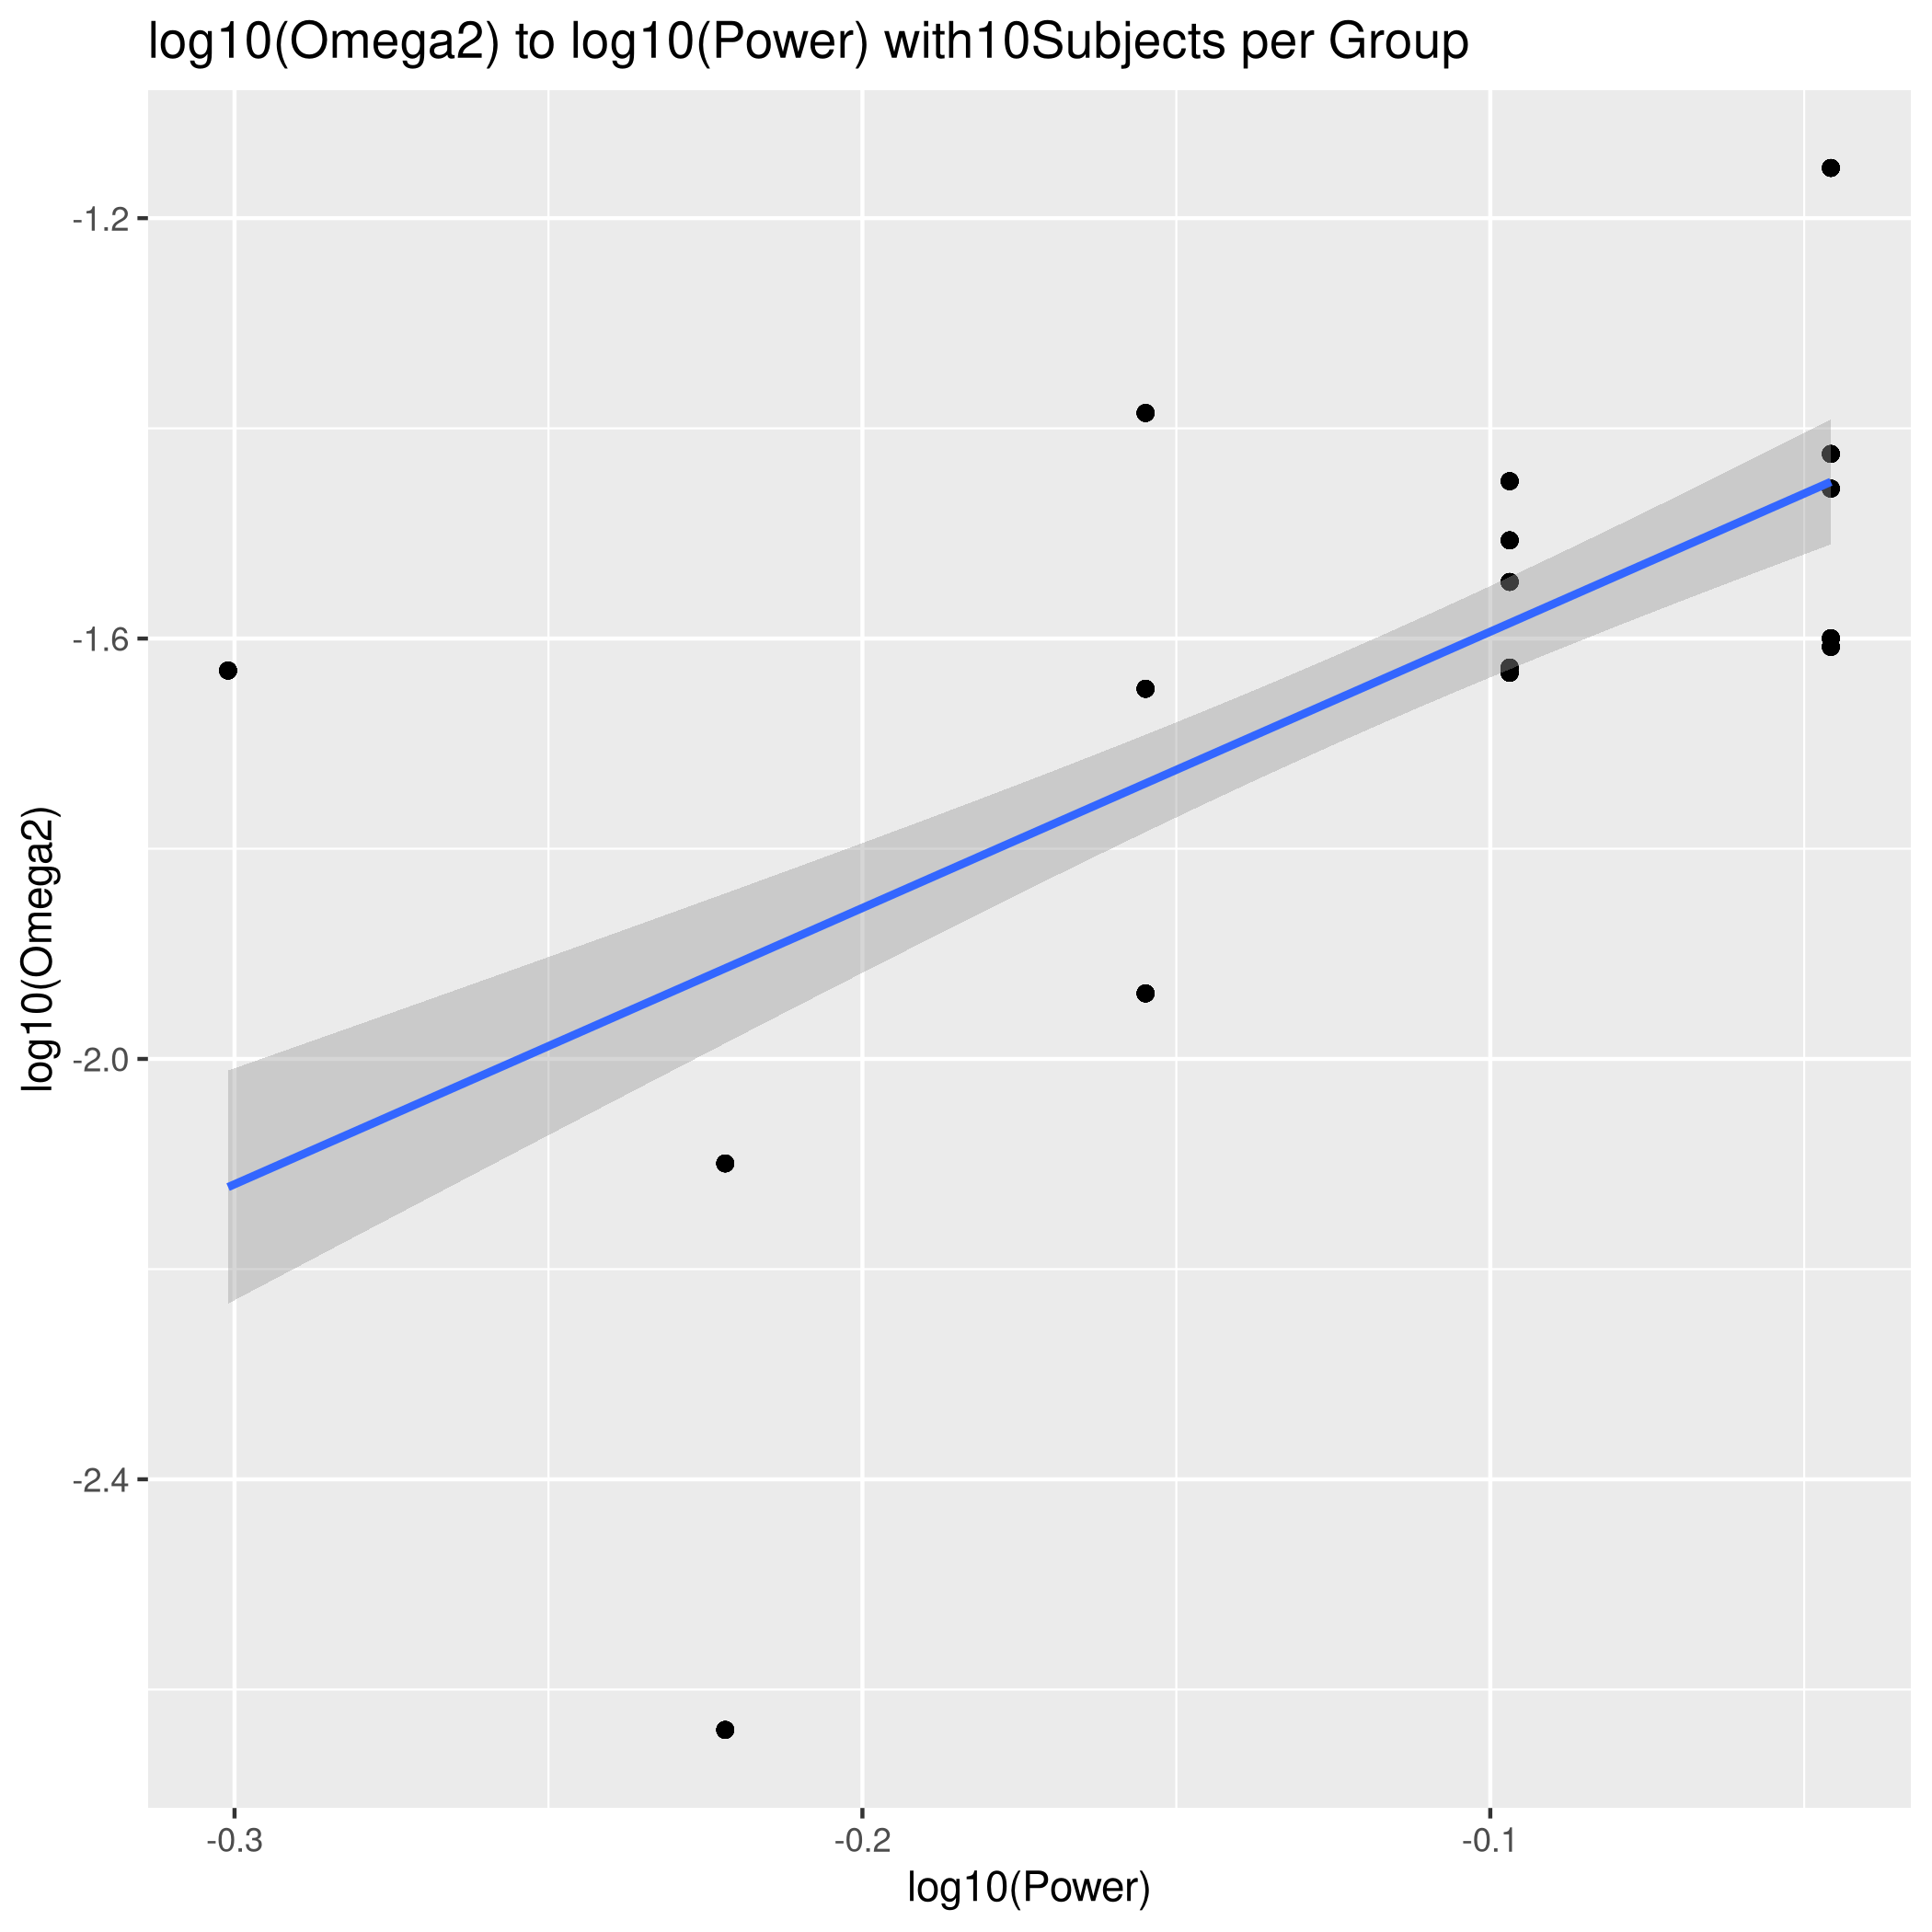 log10(Omega2) to log10(Power) with10Subjects per Group
log10(Omega2)
-1.2
-1.6
-2.0
-2.4
-0.3
-0.2
-0.1
log10(Power)